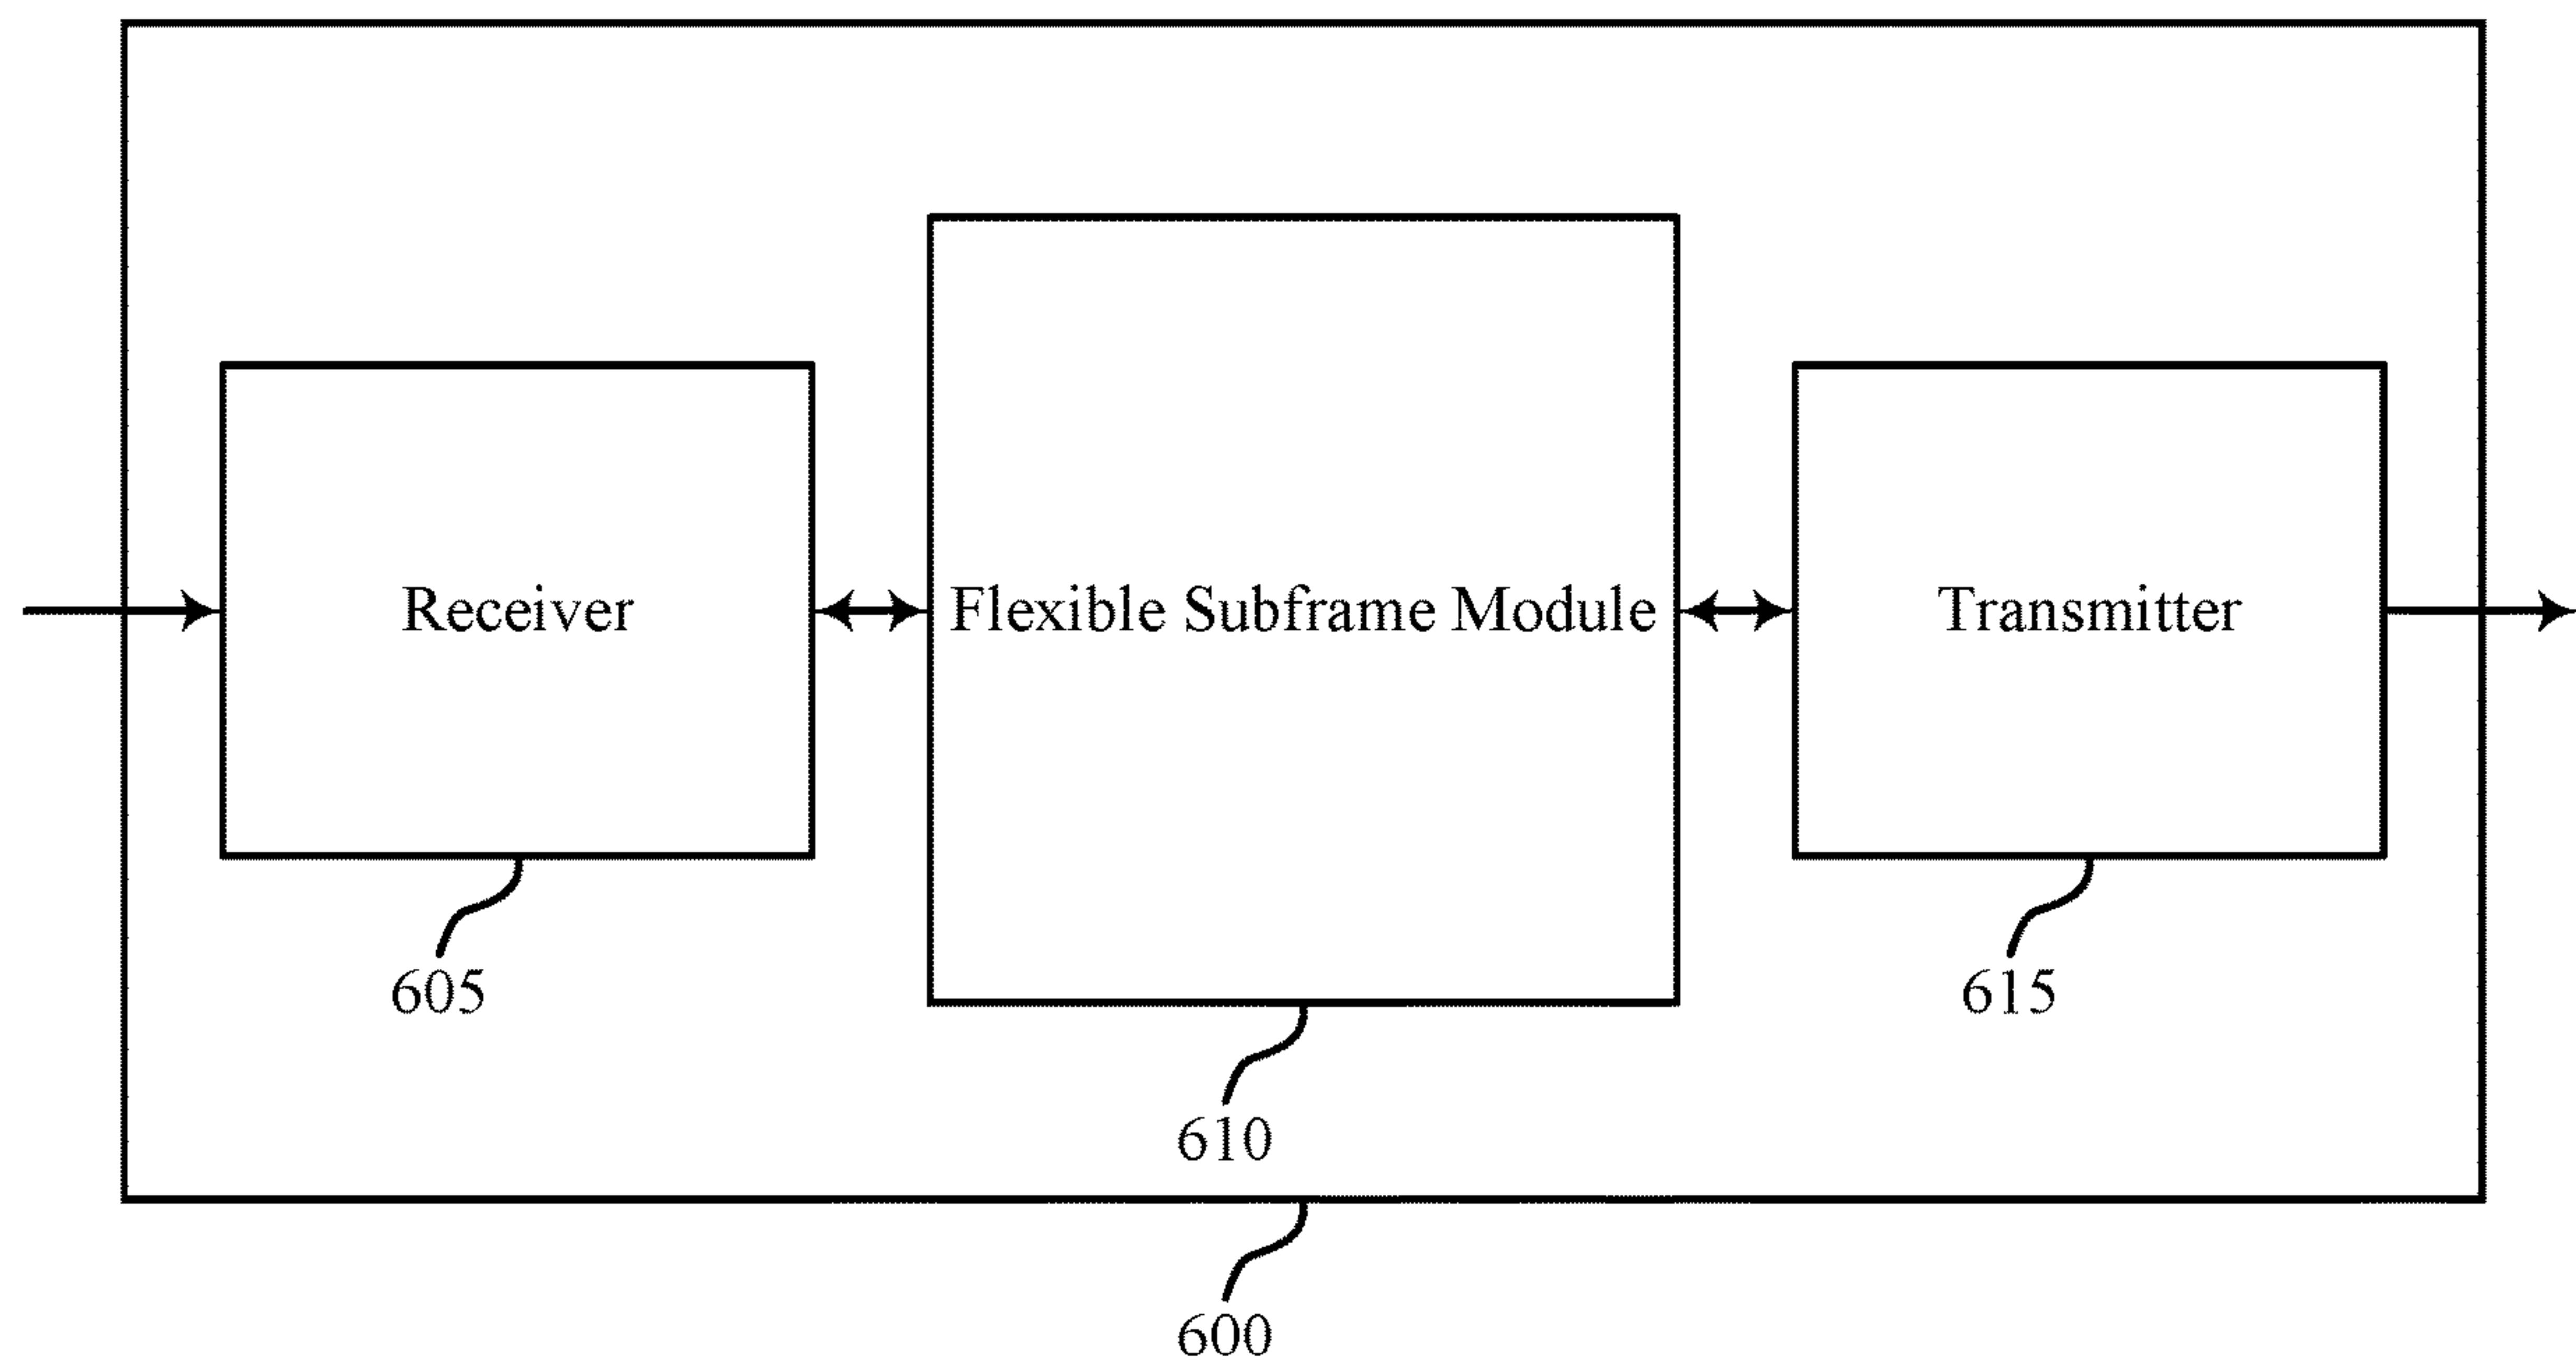 Receiver
Flexible Subframe Module
Transmitter
605
615
610
600